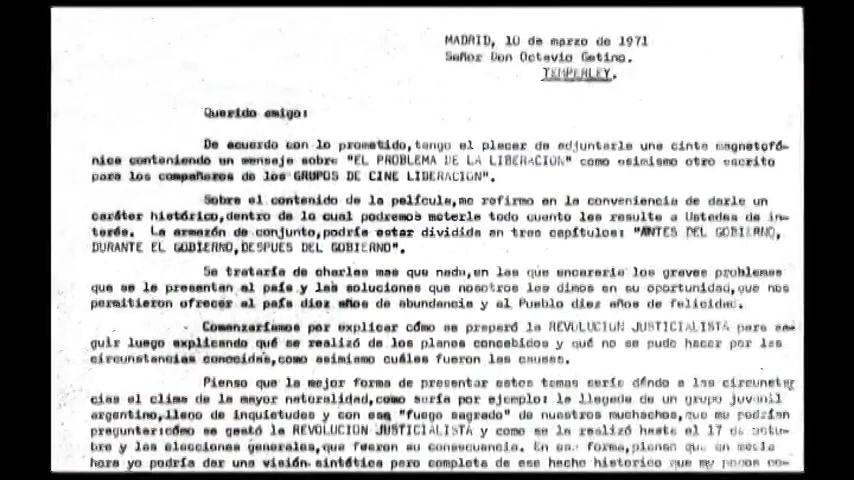 MADRID, 10 de marzo de 1971
Señor Don Octavio Getino.
TEMPERLEY.
Querido amigo:
De acuerdo con lo prometido,tengo el placer de adjuntarle una cinta magnetofó-
nica conteniendo un mensaje sobre "EL PROBLEMA DE LA LIBERACION" como asimismo otro escrito
para los compañeros de los GRUPOS DE CINE LIBERACION".
Sobre el contenido de la película,me refirmo en la conveniencia de darle un
caráter histórico,dentro de lo cual podremos meterle todo cuanto les resulte a Ustedes de in-
terés. La armazón de conjunto,podría estar dividida en tres capítulos: "ANTES DEL GOBIERNO,
DURANTE EL GOBIERNO,DESPUES DEL GOBIERNO".
Se trataría de charlas mas que nada,en las que encararía los graves problemas
que se le presentan al país y las soluciones que nosotros les dimos en su oportunidad,que nos
permitieron ofrecer al país diez años de abundancia y al Pueblo diez años de felicidad.
Comenzaríamos por explicar cómo se preparó la REVOLUCION JUSTICIALISTA para se-
guir luego explicando qué se realizó de los planes concebidos y qué no se pudo hacer por las
circunstancias conocidas,como asimismo cuáles fueron las causas.
Pienso que la mejor forma de presentar estos temas sería dándo a las circunstan
cias el clima de la mayor naturalidad,como sería por ejemplo: la llegada de un grupo juvenil
argentino,lleno de inquietudes y con ese "fuego sagrado" de nuestros muchachos,que me podrían
preguntar:cómo se gestó la REVOLUCION JUSTICIALISTA y como se la realizó hasta el 17 de octu-
bre y las elecciones generales,que fueron su consecuencia. En esa forma,pienso que en media
hora yo podría dar una visión sintética pero completa de ese hecho historico que muy pocos co-